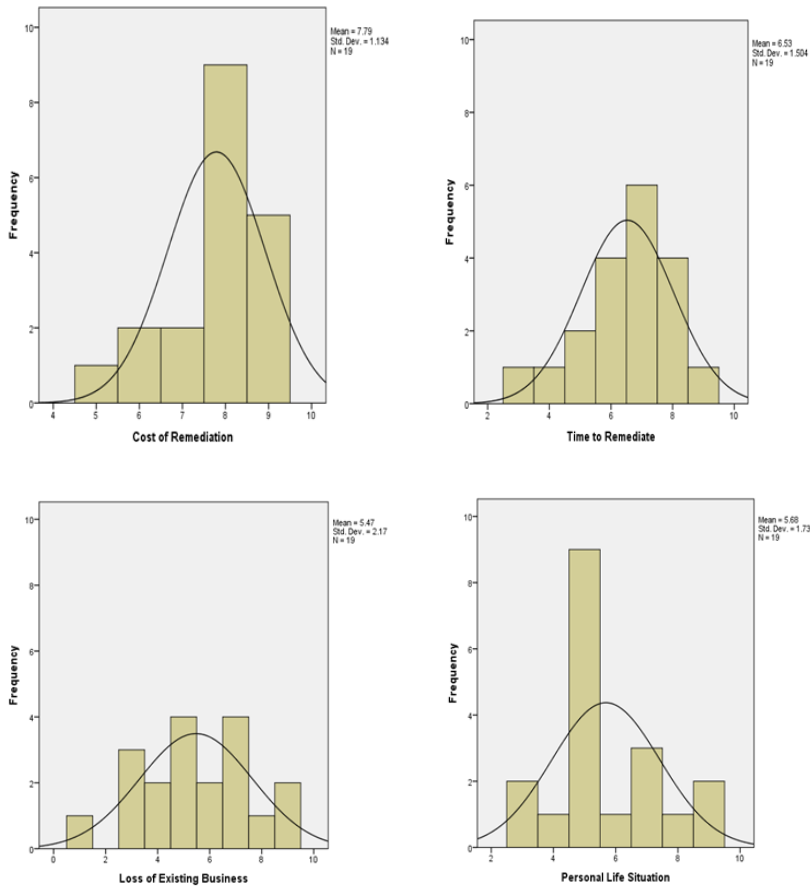 Mean = 7.79
Std. Dev. = 1.134
N = 19
10
8
6
4
2
0
Frequency
4 5 6 7 8 9 10
Cost of Remediation
Mean = 6.53
Std. Dev. = 1.504
N = 19
10
8
6
4
2
0
Frequency
2 4 6 8 10
Time to Remediate
Mean = 5.47
Std. Dev. = 2.17
N = 19
10
8
6
4
2
0
Frequency
0 2 4 6 8 10
Loss of Existing Business
Mean = 5.68
Std. Dev. = 1.73
N = 19
10
8
6
4
2
0
Frequency
2 4 6 8 10
Personal Life Situation